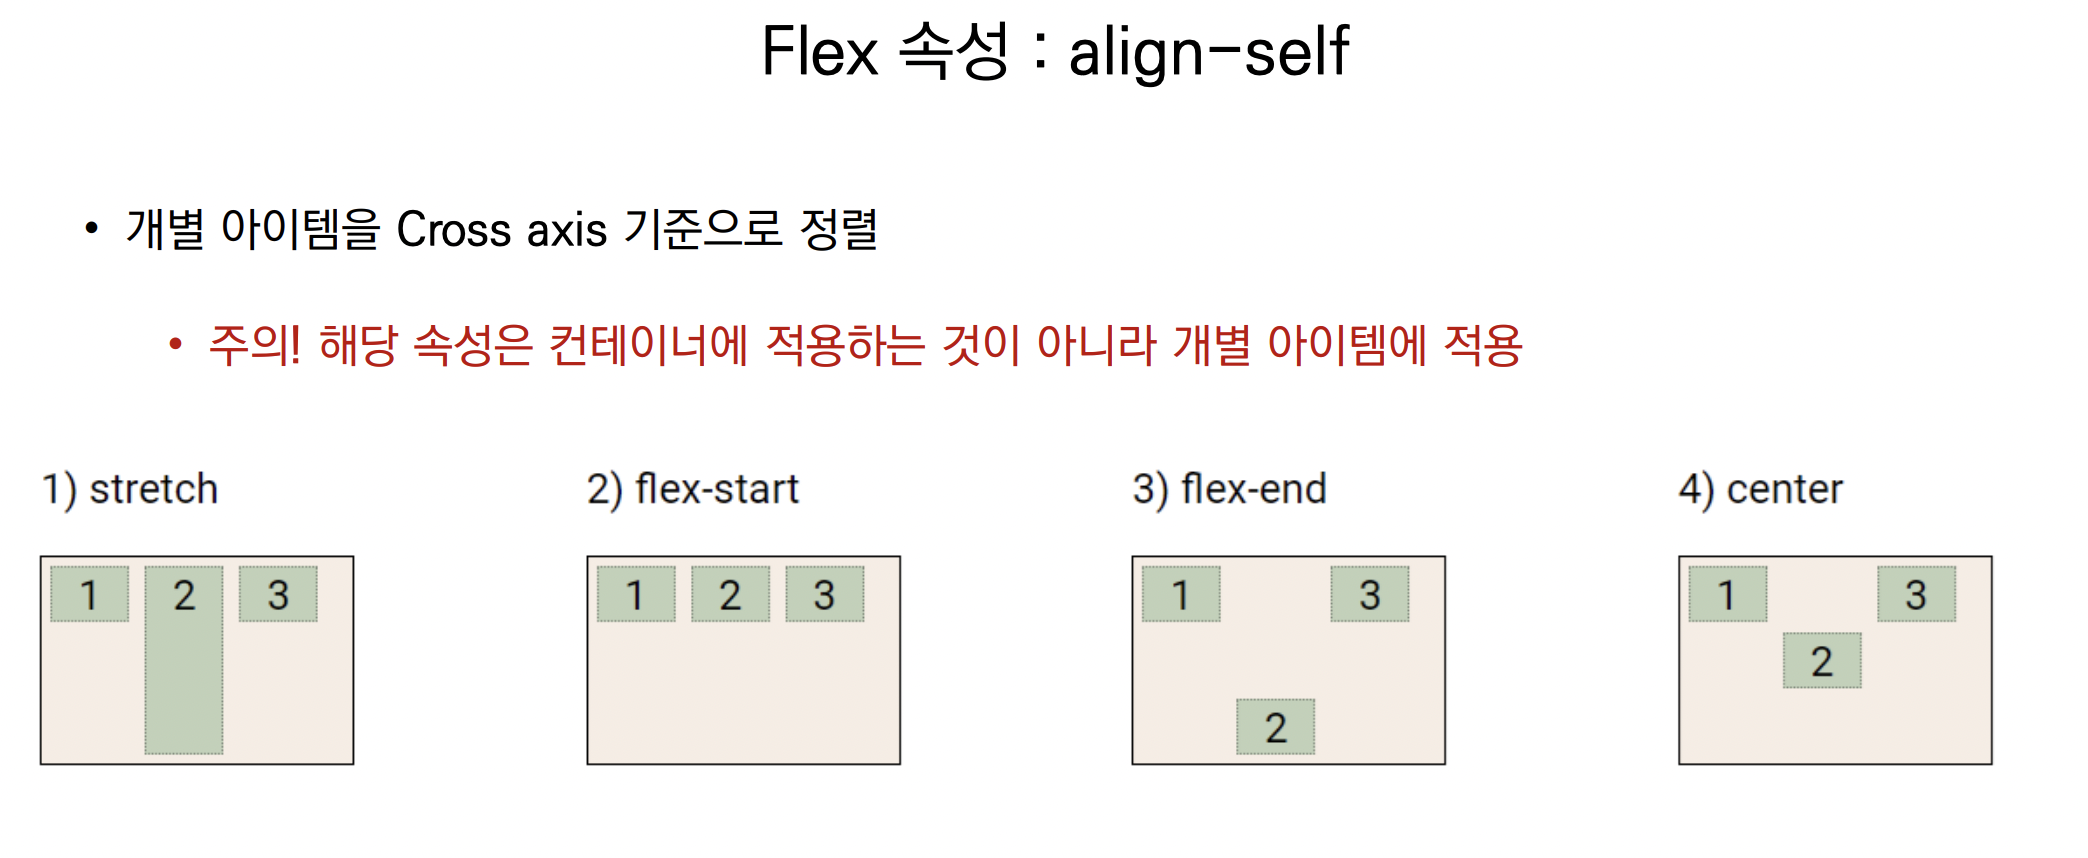 Flex 속성 : align-self
• 개별 아이템을 Cross axis 기준으로 정렬
• 주의! 해당 속성은 컨테이너에 적용하는 것이 아니라 개별 아이템에 적용
1) stretch
2) flex-start
3) flex-end
4) center
1 2 3
1 2 3
1 3
2
1 3
2